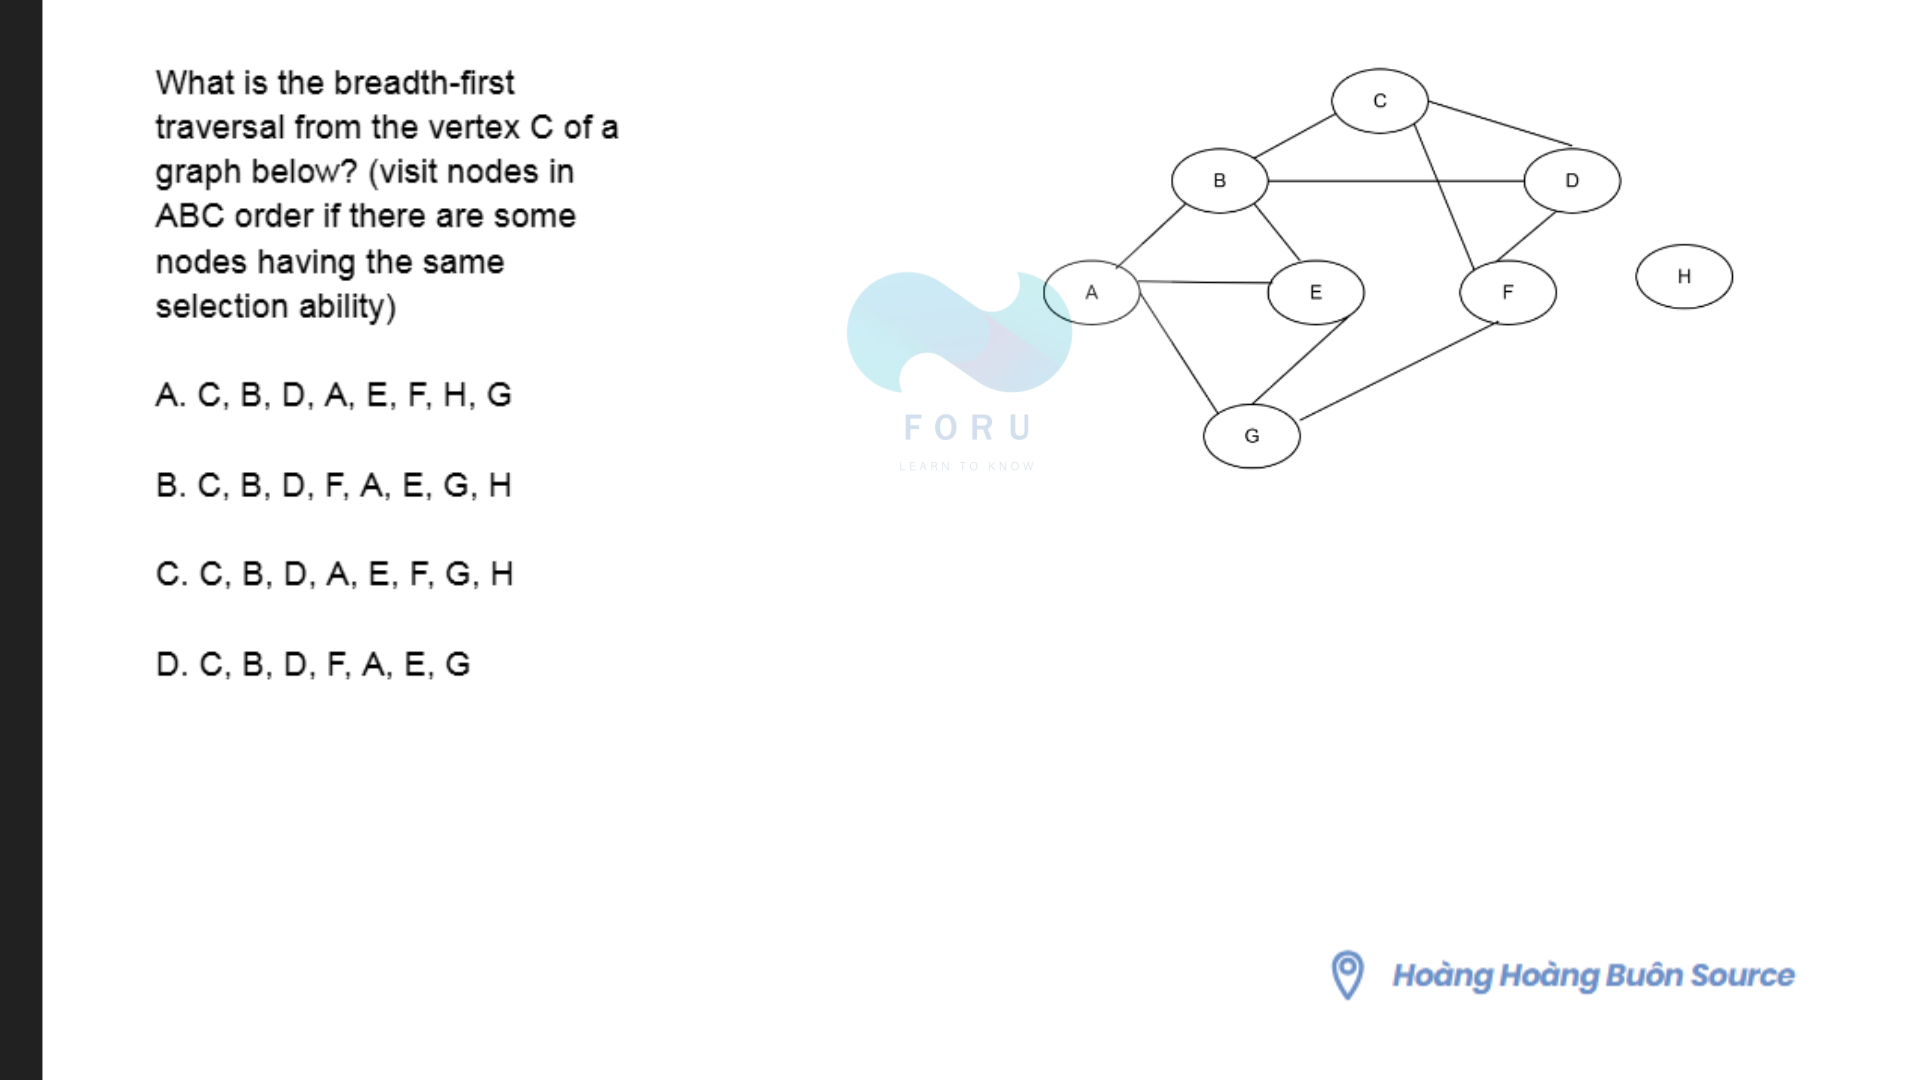 What is the breadth-first
traversal from the vertex C of a
graph below? (visit nodes in
ABC order if there are some
nodes having the same
selection ability)
A. C, B, D, A, E, F, H, G
B. C, B, D, F, A, E, G, H
C. C, B, D, A, E, F, G, H
D. C, B, D, F, A, E, G
C
B
D
H
A
E
F
G
FORU
LEARN TO KNOW
Hoàng Hoàng Buôn Source